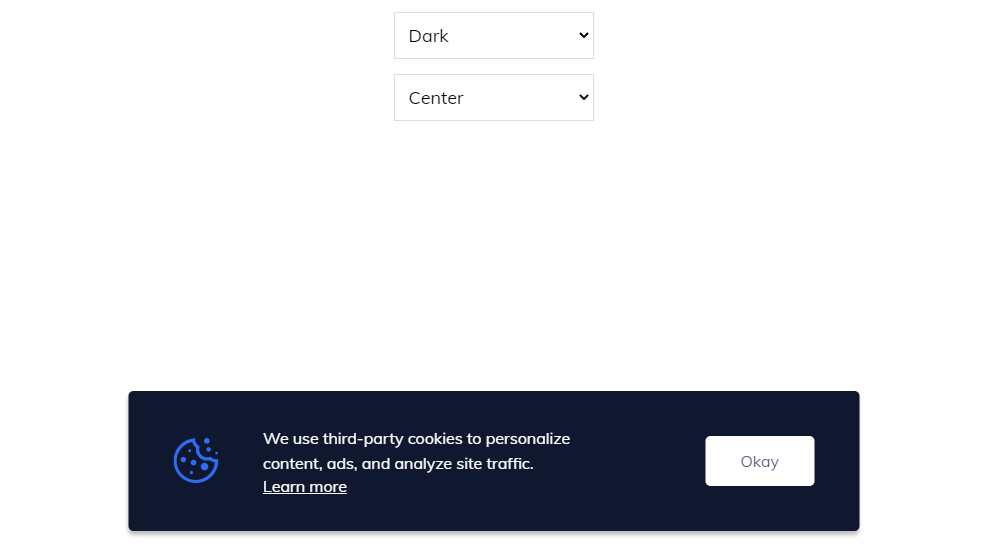 Dark
Center
We use third-party cookies to personalize
content, ads, and analyze site traffic.
Learn more
Okay